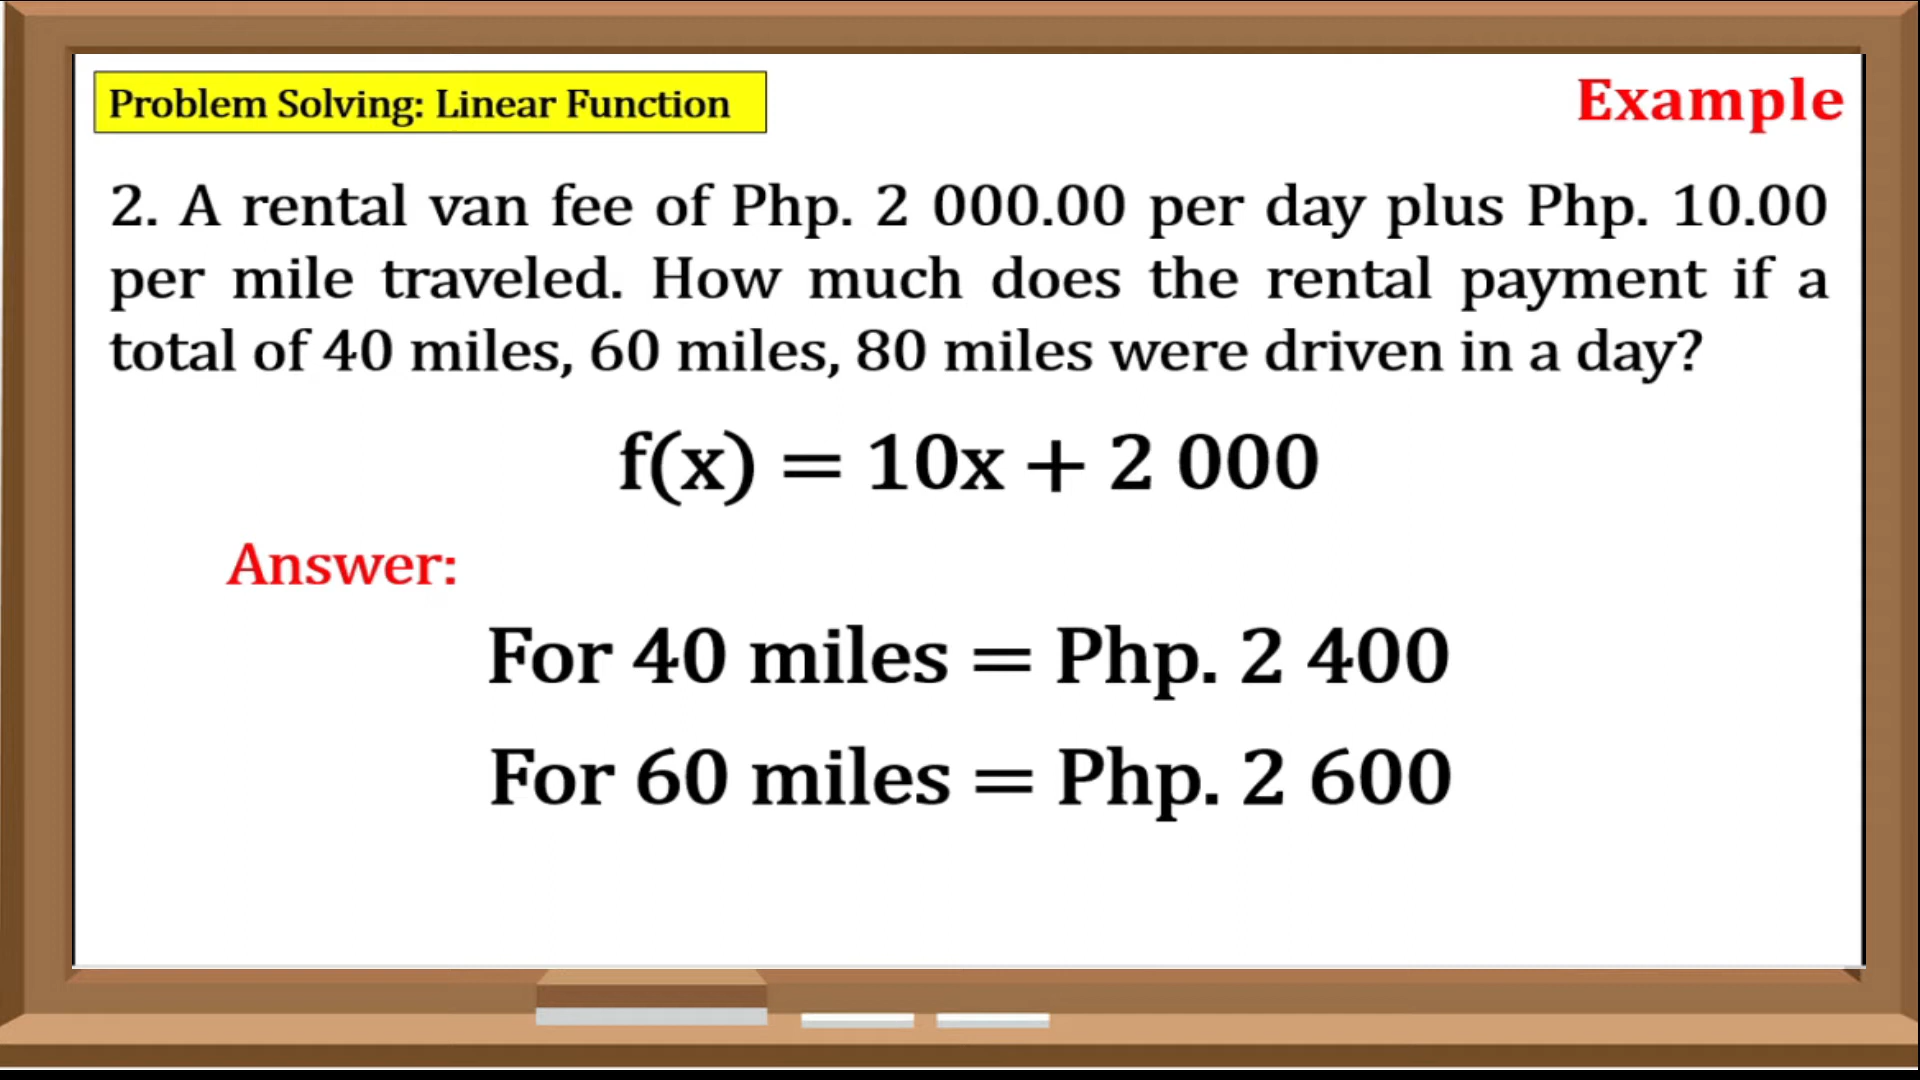 Problem Solving: Linear Function
Example
2. A rental van fee of Php. 2 000.00 per day plus Php. 10.00
per mile traveled. How much does the rental payment if a
total of 40 miles, 60 miles, 80 miles were driven in a day?
f(x) = 10x + 2 000
Answer:
For 40 miles = Php. 2 400
For 60 miles = Php. 2 600